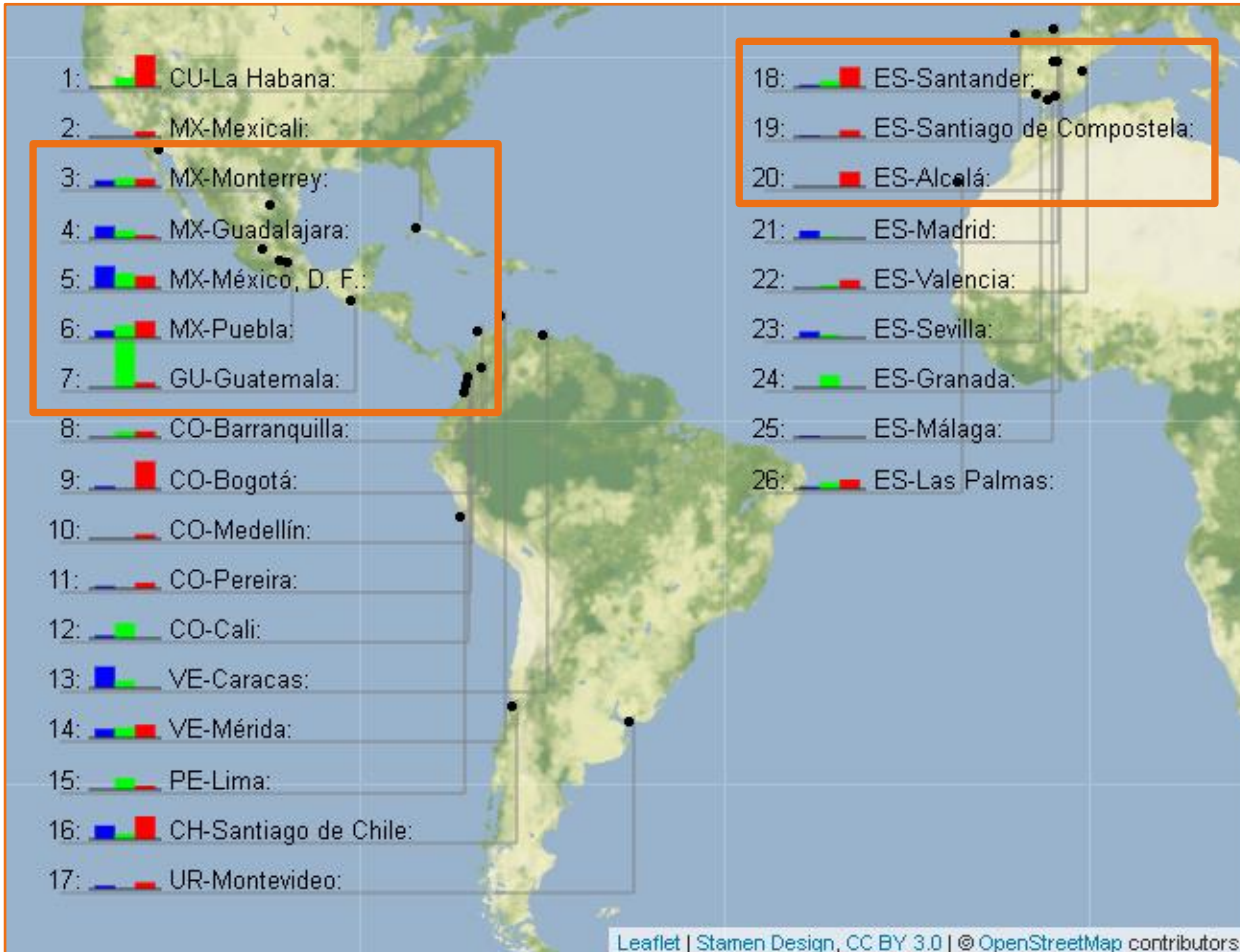 1: CU-La Habana:
2: MX-Mexicali:
3: MX-Monterrey:
4: MX-Guadalajara:
5: MX-México, D. F.:
6: MX-Puebla:
7: GU-Guatemala:
8: CO-Barranquilla:
9: CO-Bogotá:
10: CO-Medellín:
11: CO-Pereira:
12: CO-Cali:
13: VE-Caracas:
14: VE-Mérida:
15: PE-Lima:
16: CH-Santiago de Chile:
17: UR-Montevideo:
18: ES-Santander:
19: ES-Santiago de Compostela:
20: ES-Alcalá:
21: ES-Madrid:
22: ES-Valencia:
23: ES-Sevilla:
24: ES-Granada:
25: ES-Málaga:
26: ES-Las Palmas:
Leaflet | Stamen Design, CC BY 3.0 | © OpenStreetMap contributors